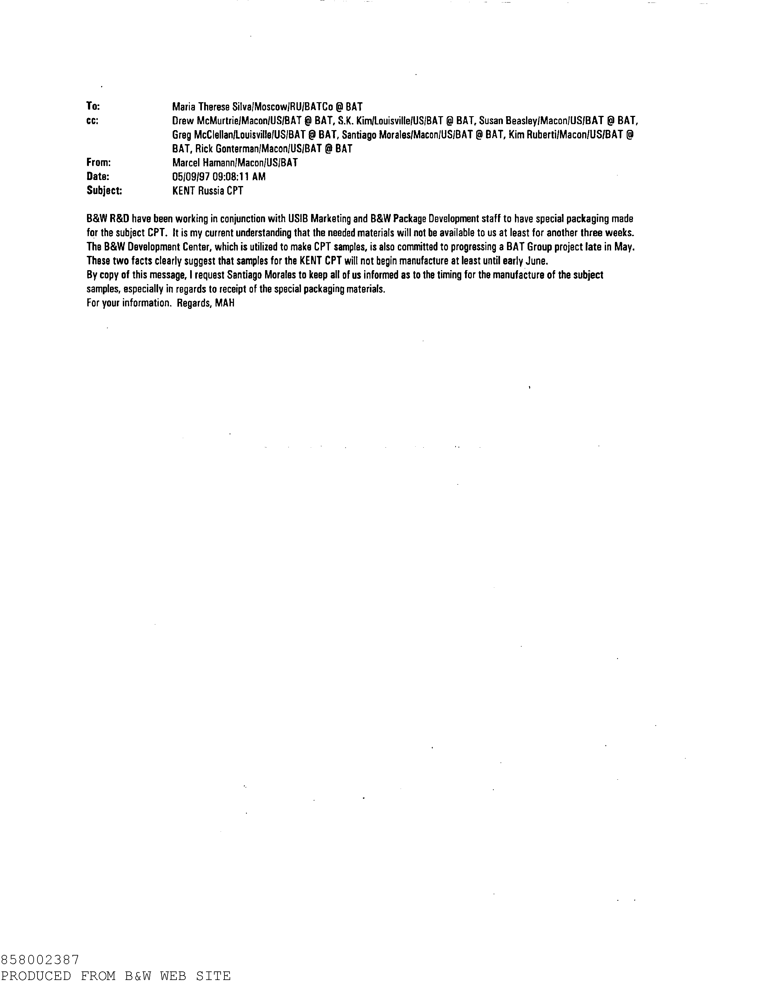 To: Maria Therese Silva/Moscow/RU/BATCo @ BAT
cc: Drew McMurtrie/Macon/US/BAT @ BAT, S.K. Kim/Louisville/US/BAT @ BAT, Susan Beasley/Macon/US/BAT @ BAT,
Greg McClellan/Louisville/US/BAT @ BAT, Santiago Morales/Macon/US/BAT @ BAT, Kim Ruberti/Macon/US/BAT @
BAT, Rick Gonterman/Macon/US/BAT @ BAT
From: Marcel Hamann/Macon/US/BAT
Date: 05/09/97 09:08:11 AM
Subject: KENT Russia CPT
B&W R&D have been working in conjunction with USIB Marketing and B&W Package Development staff to have special packaging made
for the subject CPT. It is my current understanding that the needed materials will not be available to us at least for another three weeks.
The B&W Development Center, which is utilized to make CPT samples, is also committed to progressing a BAT Group project late in May.
These two facts clearly suggest that samples for the KENT CPT will not begin manufacture at least until early June.
By copy of this message, I request Santiago Morales to keep all of us informed as to the timing for the manufacture of the subject
samples, especially in regards to receipt of the special packaging materials.
For your information. Regards, MAH
858002387
PRODUCED FROM B&W WEB SITE